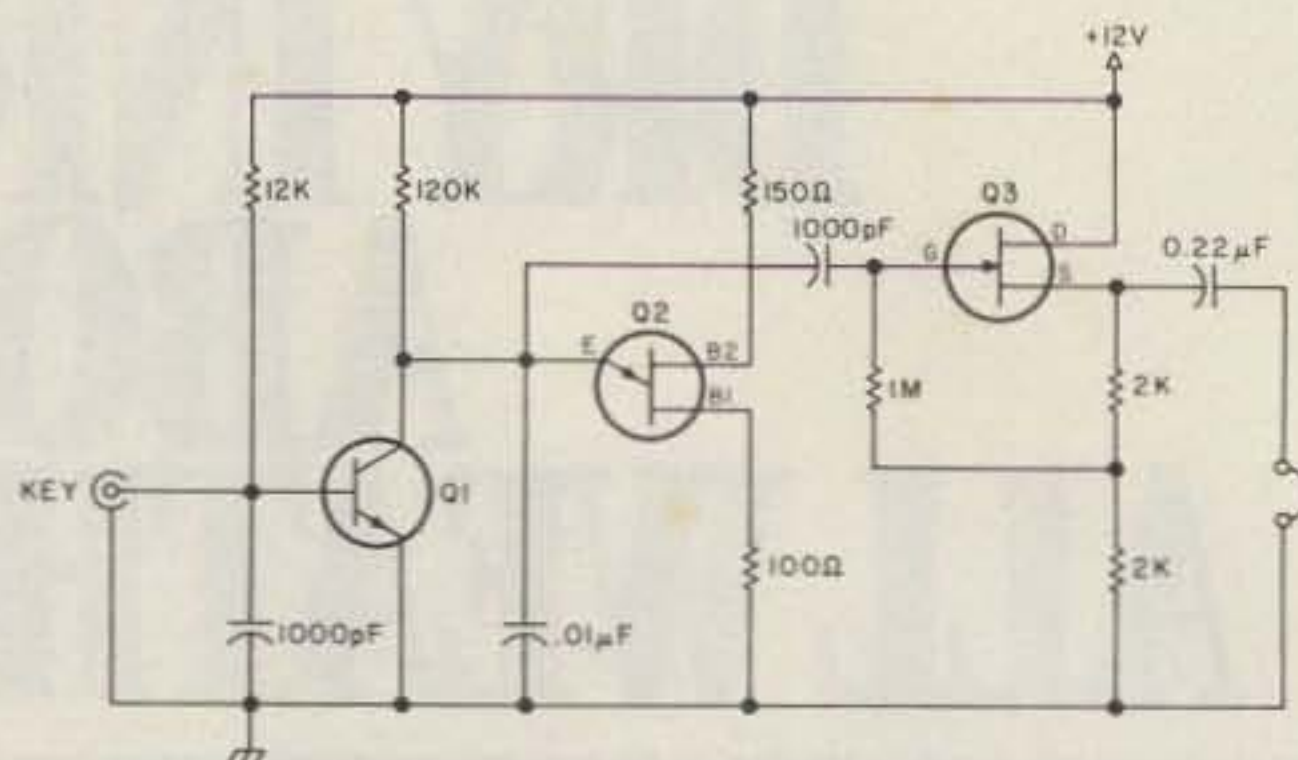 +12V
12K
120K
150Ω
1000pF
Q3
D
G
S
0.22µF
Q2
E
B2
B1
1M
2K
KEY
Q1
100Ω
2K
1000pF
.01µF